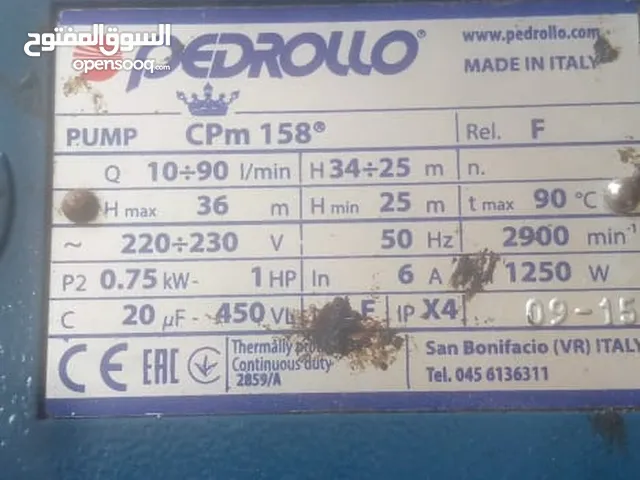 السوق المفتوح
opensooq.com
PEDROLLO
www.pedrollo.com
MADE IN ITALY
PUMP CPm 158® Rel. F
Q 10÷90 l/min H 34÷25 m n.
H max 36 m H min 25 m t max 90 °C
~ 220÷230 V 50 Hz 2900 min-1
P2 0.75 kW- 1 HP In 6 A 1250 W
C 20 µF - 450 VL F IP X4 09-15
CE EAC
Thermally
Continuous duty
2859/A
San Bonifacio (VR) ITALY
Tel. 045 6136311